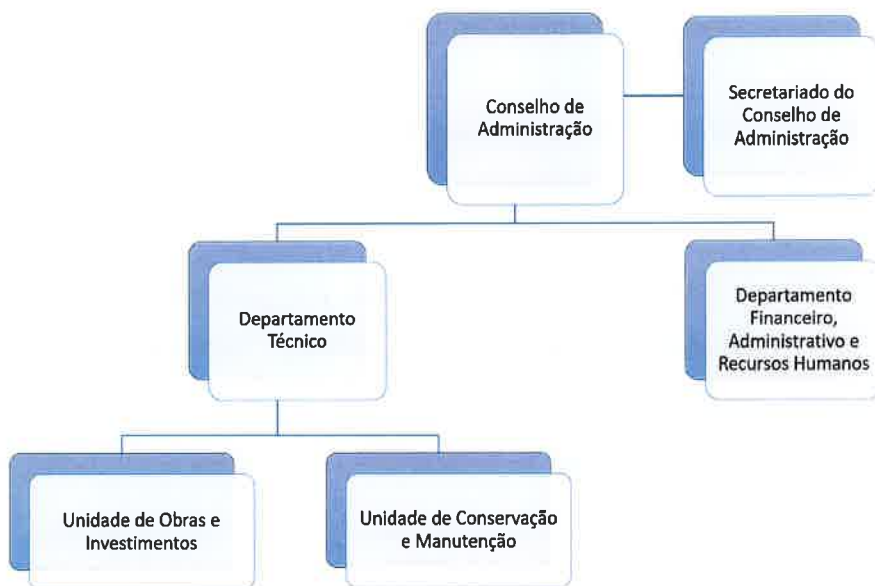 Conselho de
Administração
Secretariado do
Conselho de
Administração
Departamento
Técnico
Departamento
Financeiro,
Administrativo e
Recursos Humanos
Unidade de Obras e
Investimentos
Unidade de Conservação
e Manutenção